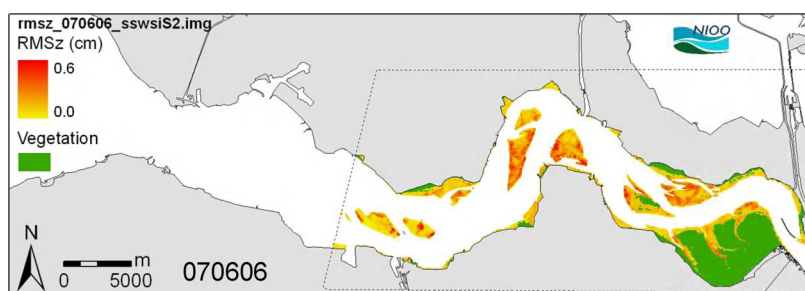 rmsz_070606_sswsiS2.img
RMSz (cm)
0.6
0.0
Vegetation
NIOO
N
m
0 5000
070606